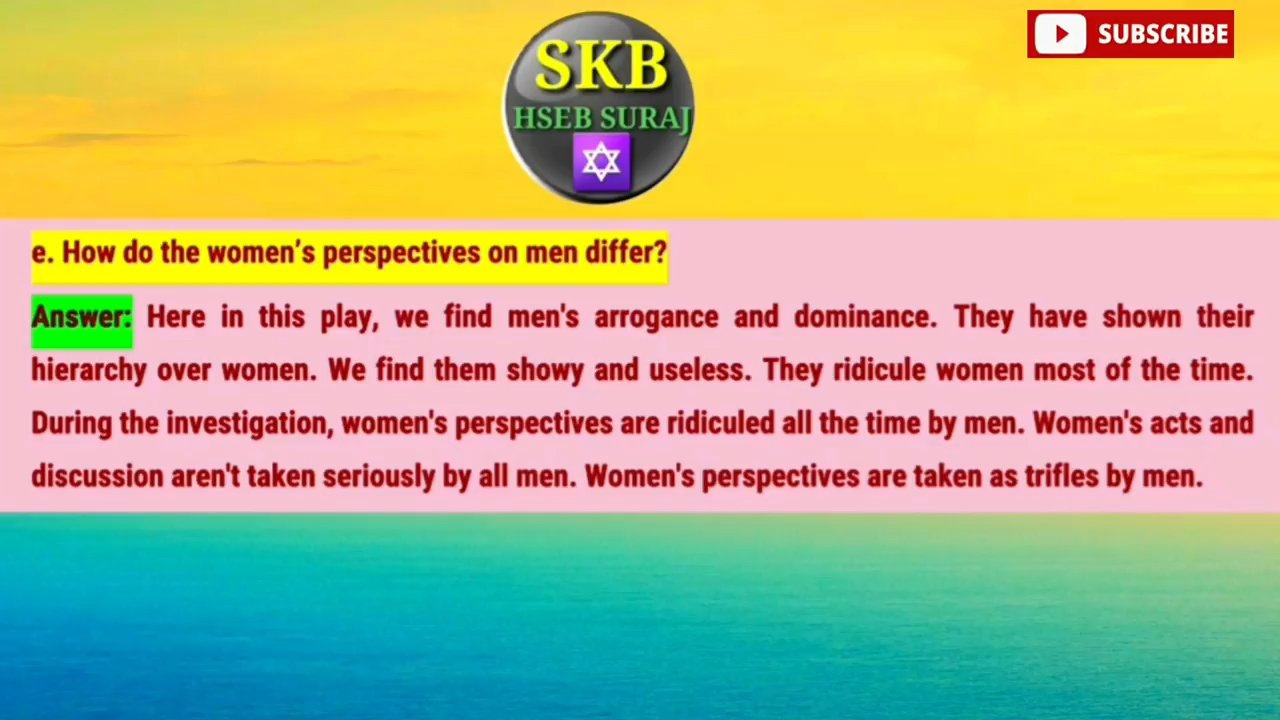 SKB
SUBSCRIBE
HSEB SURAJ
e. How do the women’s perspectives on men differ?
Answer: Here in this play, we find men's arrogance and dominance. They have shown their
hierarchy over women. We find them showy and useless. They ridicule women most of the time.
During the investigation, women's perspectives are ridiculed all the time by men. Women's acts and
discussion aren't taken seriously by all men. Women's perspectives are taken as trifles by men.